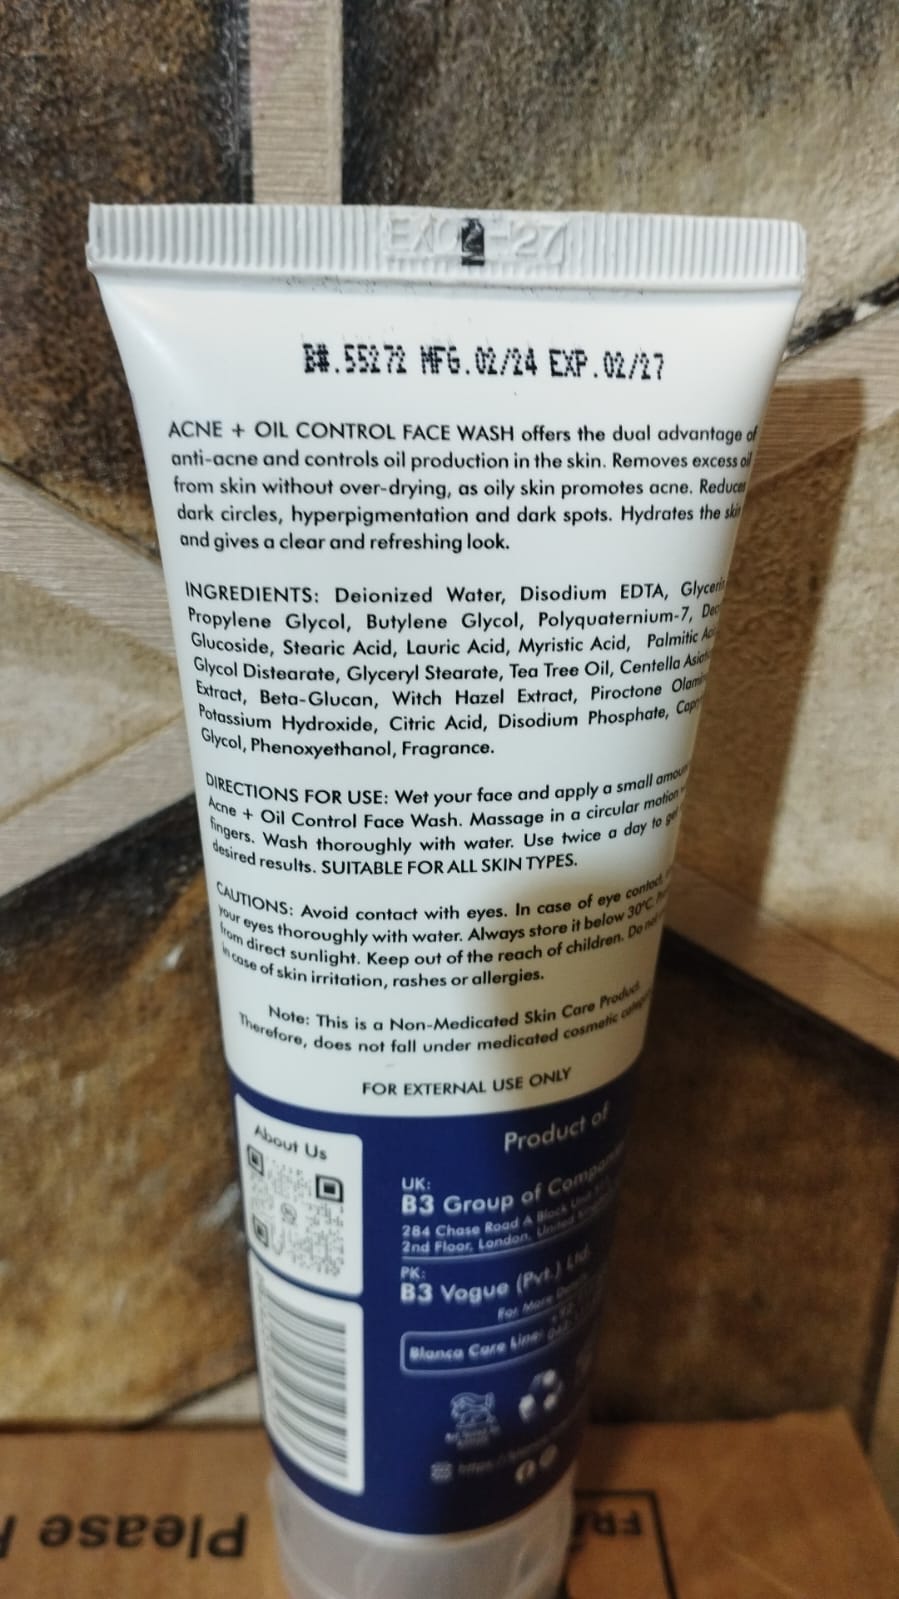 B#.55272 MFG.02/24 EXP.02/27
ACNE + OIL CONTROL FACE WASH offers the dual advantage of
anti-acne and controls oil production in the skin. Removes excess oil
from skin without over-drying, as oily skin promotes acne.
dark circles, hyperpigmentation and dark spots. Hydrates the skin
and gives a clear and refreshing look.
INGREDIENTS: Deionized Water, Disodium EDTA,
Propylene Glycol, Butylene Glycol, Polyquaternium-7,
Glucoside, Stearic Acid, Lauric Acid, Myristic Acid, Palmitic
Glycol Distearate, Glyceryl Stearate, Tea Tree Oil, Centella
Extract, Beta-Glucan, Witch Hazel Extract, Piroctone
Potassium Hydroxide, Citric Acid, Disodium Phosphate,
Glycol, Phenoxyethanol, Fragrance.
DIRECTIONS FOR USE: Wet your face and apply a small
Acne + Oil Control Face Wash. Massage in a circular motion
fingers. Wash thoroughly with water. Use twice a day to
desired results. SUITABLE FOR ALL SKIN TYPES.
CAUTIONS: Avoid contact with eyes. In case of eye contact,
your eyes thoroughly with water. Always store it below 30°C.
from direct sunlight. Keep out of the reach of children. Do
in case of skin irritation, rashes or allergies.
Note: This is a Non-Medicated Skin Care Product.
Therefore, does not fall under medicated cosmetic
FOR EXTERNAL USE ONLY
About Us
Product of
UK:
B3 Group of
284 Chase Road A Block
2nd Floor, London,
PK:
B3 Vogue (Pvt.) Ltd.
For More
Blanca Care Line:
Please